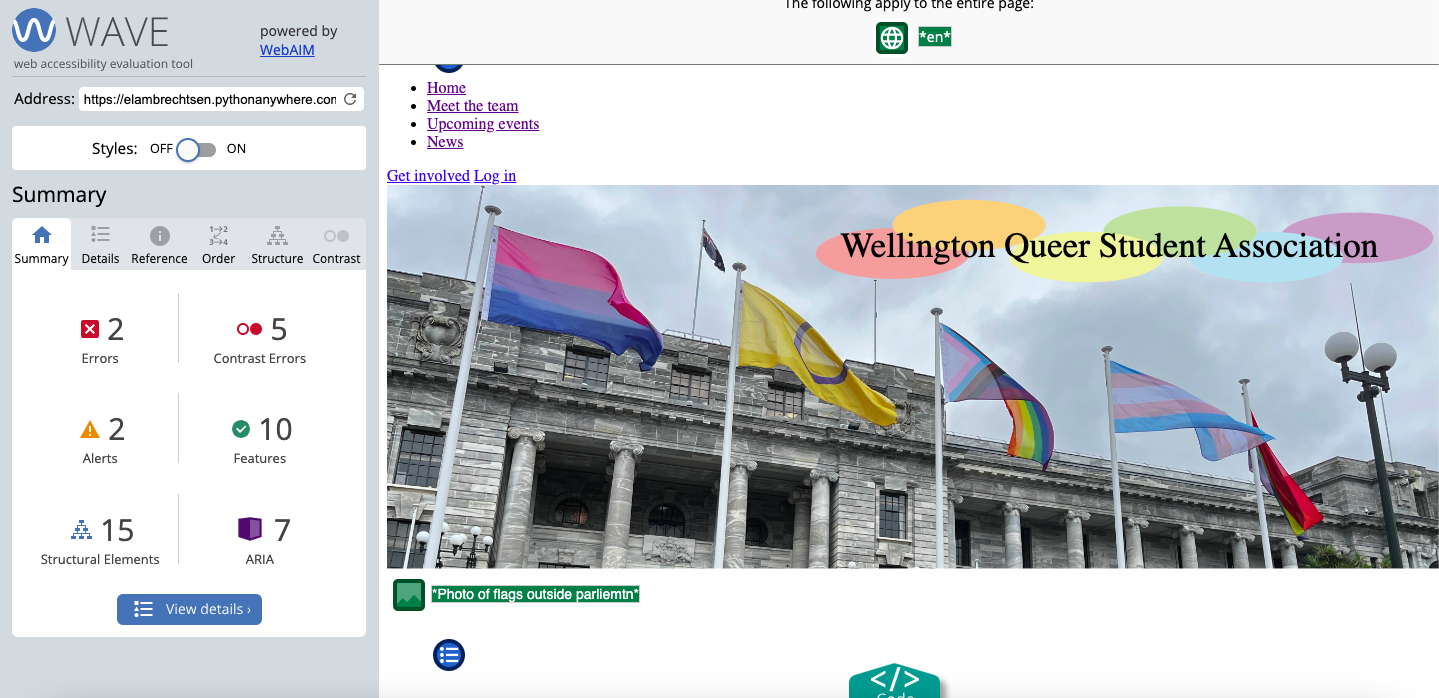 WAVE
powered by
WebAIM
web accessibility evaluation tool
Address: https://elambrechtsen.pythonanywhere.com
Styles: OFF ON
Summary
Summary Details Reference Order Structure Contrast
2 5
Errors Contrast Errors
2 10
Alerts Features
15 7
Structural Elements ARIA
View details ›
The following apply to the entire page:
*en*
Home
Meet the team
Upcoming events
News
Get involved Log in
Wellington Queer Student Association
*Photo of flags outside parliemtn*
</> 
Code